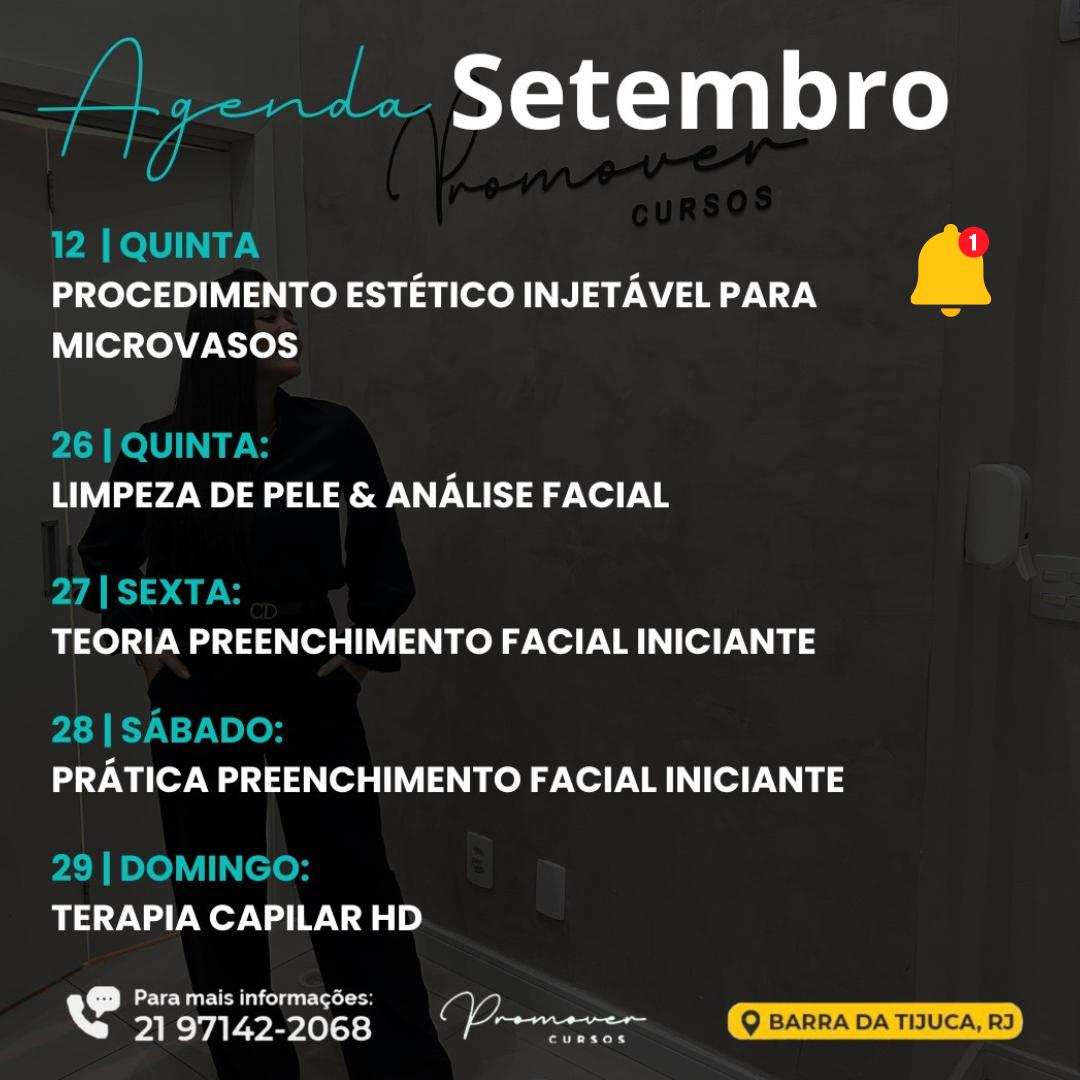 Agenda Setembro
Promover
CURSOS
12 | QUINTA
1
PROCEDIMENTO ESTÉTICO INJETÁVEL PARA
MICROVASOS
26 | QUINTA:
LIMPEZA DE PELE & ANÁLISE FACIAL
27 | SEXTA:
CD
TEORIA PREENCHIMENTO FACIAL INICIANTE
28 | SÁBADO:
PRÁTICA PREENCHIMENTO FACIAL INICIANTE
29 | DOMINGO:
TERAPIA CAPILAR HD
Para mais informações:
21 97142-2068
Promover
CURSOS
BARRA DA TIJUCA, RJ